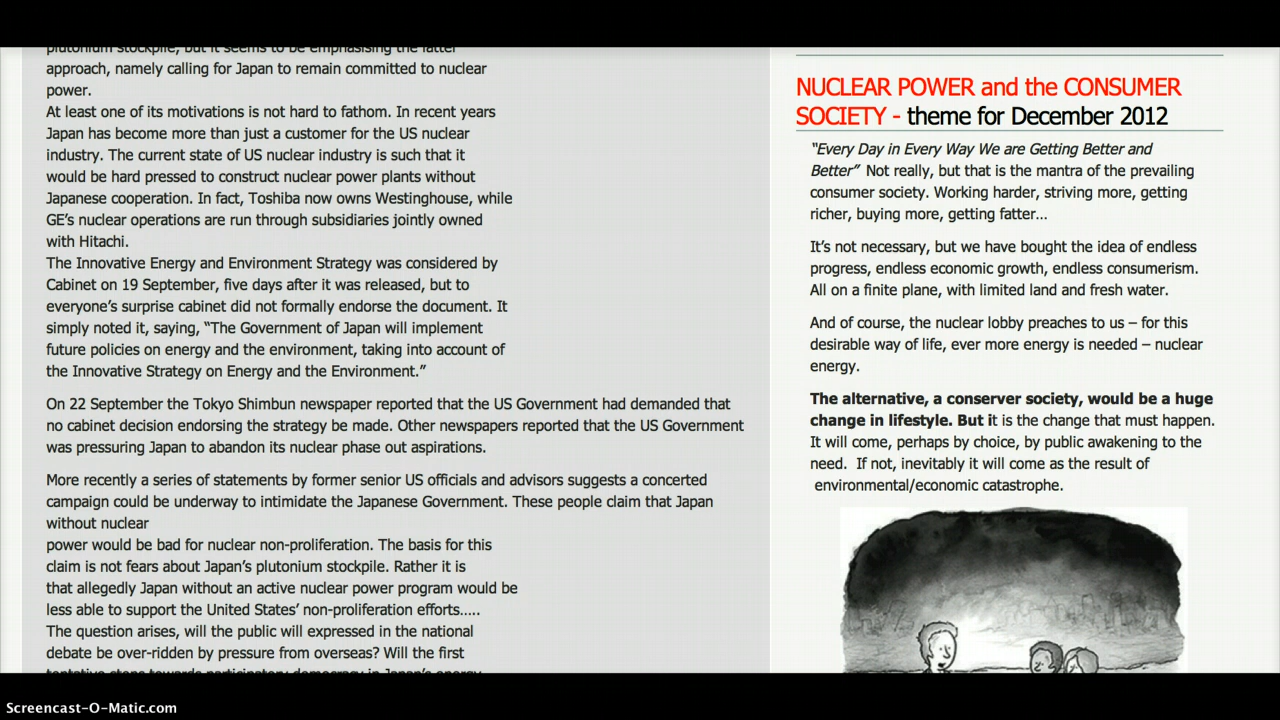 plutonium stockpile, but it seems to be emphasising the latter
approach, namely calling for Japan to remain committed to nuclear
power.
At least one of its motivations is not hard to fathom. In recent years
Japan has become more than just a customer for the US nuclear
industry. The current state of US nuclear industry is such that it
would be hard pressed to construct nuclear power plants without
Japanese cooperation. In fact, Toshiba now owns Westinghouse, while
GE’s nuclear operations are run through subsidiaries jointly owned
with Hitachi.
The Innovative Energy and Environment Strategy was considered by
Cabinet on 19 September, five days after it was released, but to
everyone’s surprise cabinet did not formally endorse the document. It
simply noted it, saying, “The Government of Japan will implement
future policies on energy and the environment, taking into account of
the Innovative Strategy on Energy and the Environment.”
On 22 September the Tokyo Shimbun newspaper reported that the US Government had demanded that
no cabinet decision endorsing the strategy be made. Other newspapers reported that the US Government
was pressuring Japan to abandon its nuclear phase out aspirations.
More recently a series of statements by former senior US officials and advisors suggests a concerted
campaign could be underway to intimidate the Japanese Government. These people claim that Japan
without nuclear
power would be bad for nuclear non-proliferation. The basis for this
claim is not fears about Japan’s plutonium stockpile. Rather it is
that allegedly Japan without an active nuclear power program would be
less able to support the United States’ non-proliferation efforts…..
The question arises, will the public will expressed in the national
debate be over-ridden by pressure from overseas? Will the first
tentative steps towards participatory democracy in Japan’s energy
NUCLEAR POWER and the CONSUMER
SOCIETY - theme for December 2012
“Every Day in Every Way We are Getting Better and
Better” Not really, but that is the mantra of the prevailing
consumer society. Working harder, striving more, getting
richer, buying more, getting fatter…
It’s not necessary, but we have bought the idea of endless
progress, endless economic growth, endless consumerism.
All on a finite plane, with limited land and fresh water.
And of course, the nuclear lobby preaches to us – for this
desirable way of life, ever more energy is needed – nuclear
energy.
The alternative, a conserver society, would be a huge
change in lifestyle. But it is the change that must happen.
It will come, perhaps by choice, by public awakening to the
need. If not, inevitably it will come as the result of
environmental/economic catastrophe.
Screencast-O-Matic.com